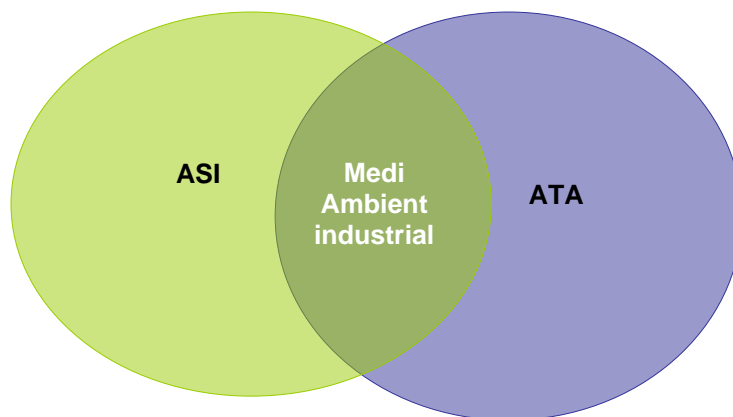 ASI
Medi
Ambient
industrial
ATA